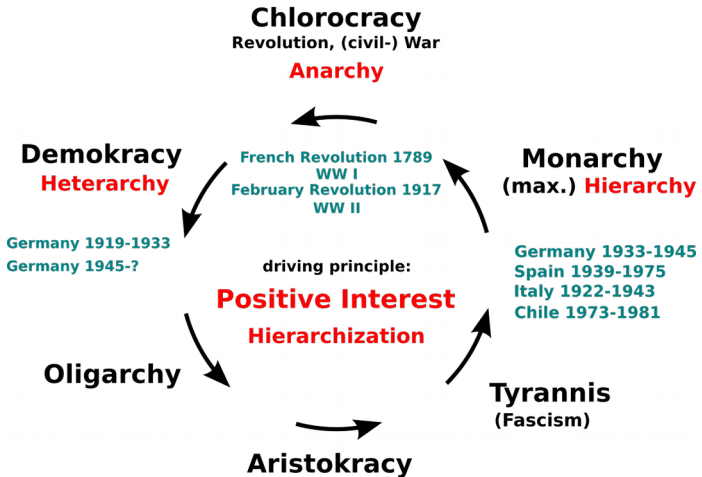 Chlorocracy
Revolution, (civil-) War
Anarchy
Demokracy
Heterarchy
French Revolution 1789
WW I
February Revolution 1917
WW II
Monarchy
(max.) Hierarchy
Germany 1919-1933
Germany 1945-?
Germany 1933-1945
Spain 1939-1975
Italy 1922-1943
Chile 1973-1981
driving principle:
Positive Interest
Hierarchization
Oligarchy
Tyrannis
(Fascism)
Aristokracy